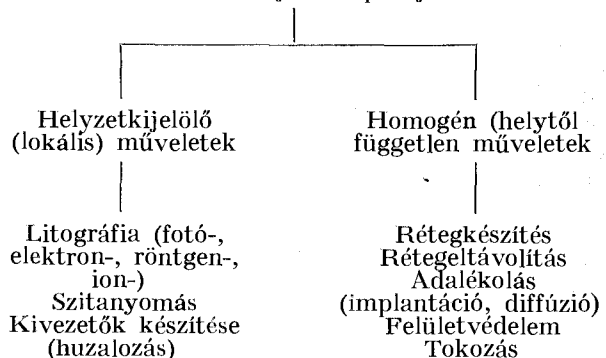 Helyzetkijelölő
(lokális) műveletek
Homogén (helytől
független műveletek
Litográfia (fotó-,
elektron-, röntgen-,
ion-)
Szitanyomás
Kivezetők készítése
(huzalozás)
Rétegkészítés
Rétegeltávolítás
Adalékolás
(implantáció, diffúzió)
Felületvédelem
Tokozás